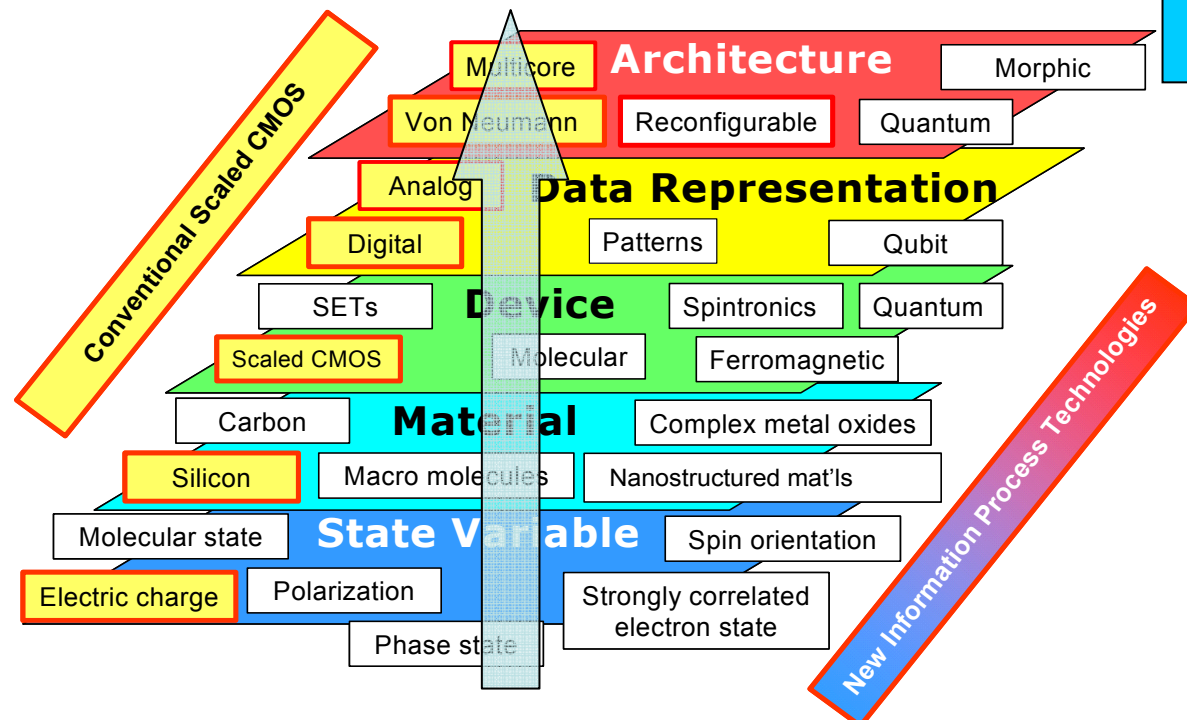 Conventional Scaled CMOS
Multicore
Architecture
Morphic
Von Neumann
Reconfigurable
Quantum
Analog
Data Representation
Digital
Patterns
Qubit
SETs
Device
Spintronics
Quantum
Scaled CMOS
Molecular
Ferromagnetic
Carbon
Material
Complex metal oxides
Silicon
Macro molecules
Nanostructured mat'ls
Molecular state
State Variable
Spin orientation
Electric charge
Polarization
Strongly correlated
electron state
Phase state
New Information Process Technologies